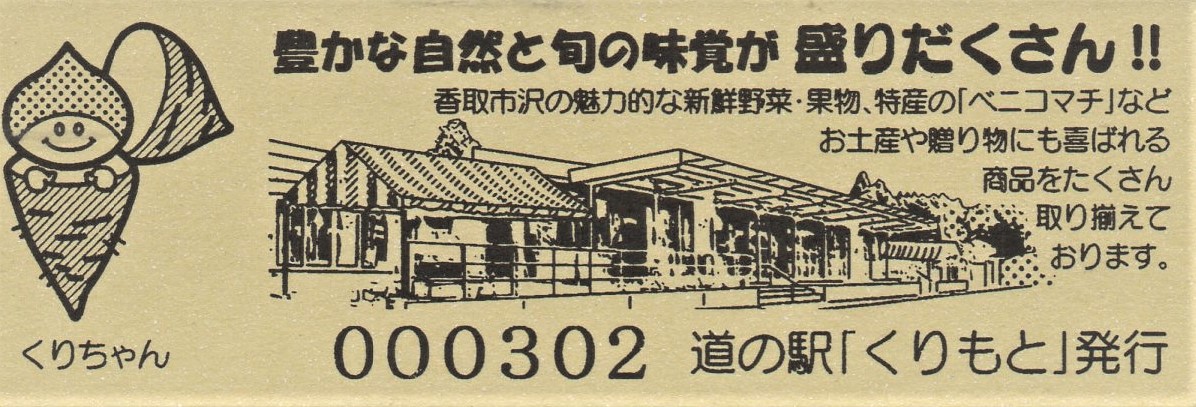 豊かな自然と旬の味覚が 盛りだくさん!!
香取市沢の魅力的な新鮮野菜・果物、特産の「ベニコマチ」など
お土産や贈り物にも喜ばれる
商品をたくさん
取り揃えて
おります。
くりちゃん
000302 道の駅「くりもと」発行